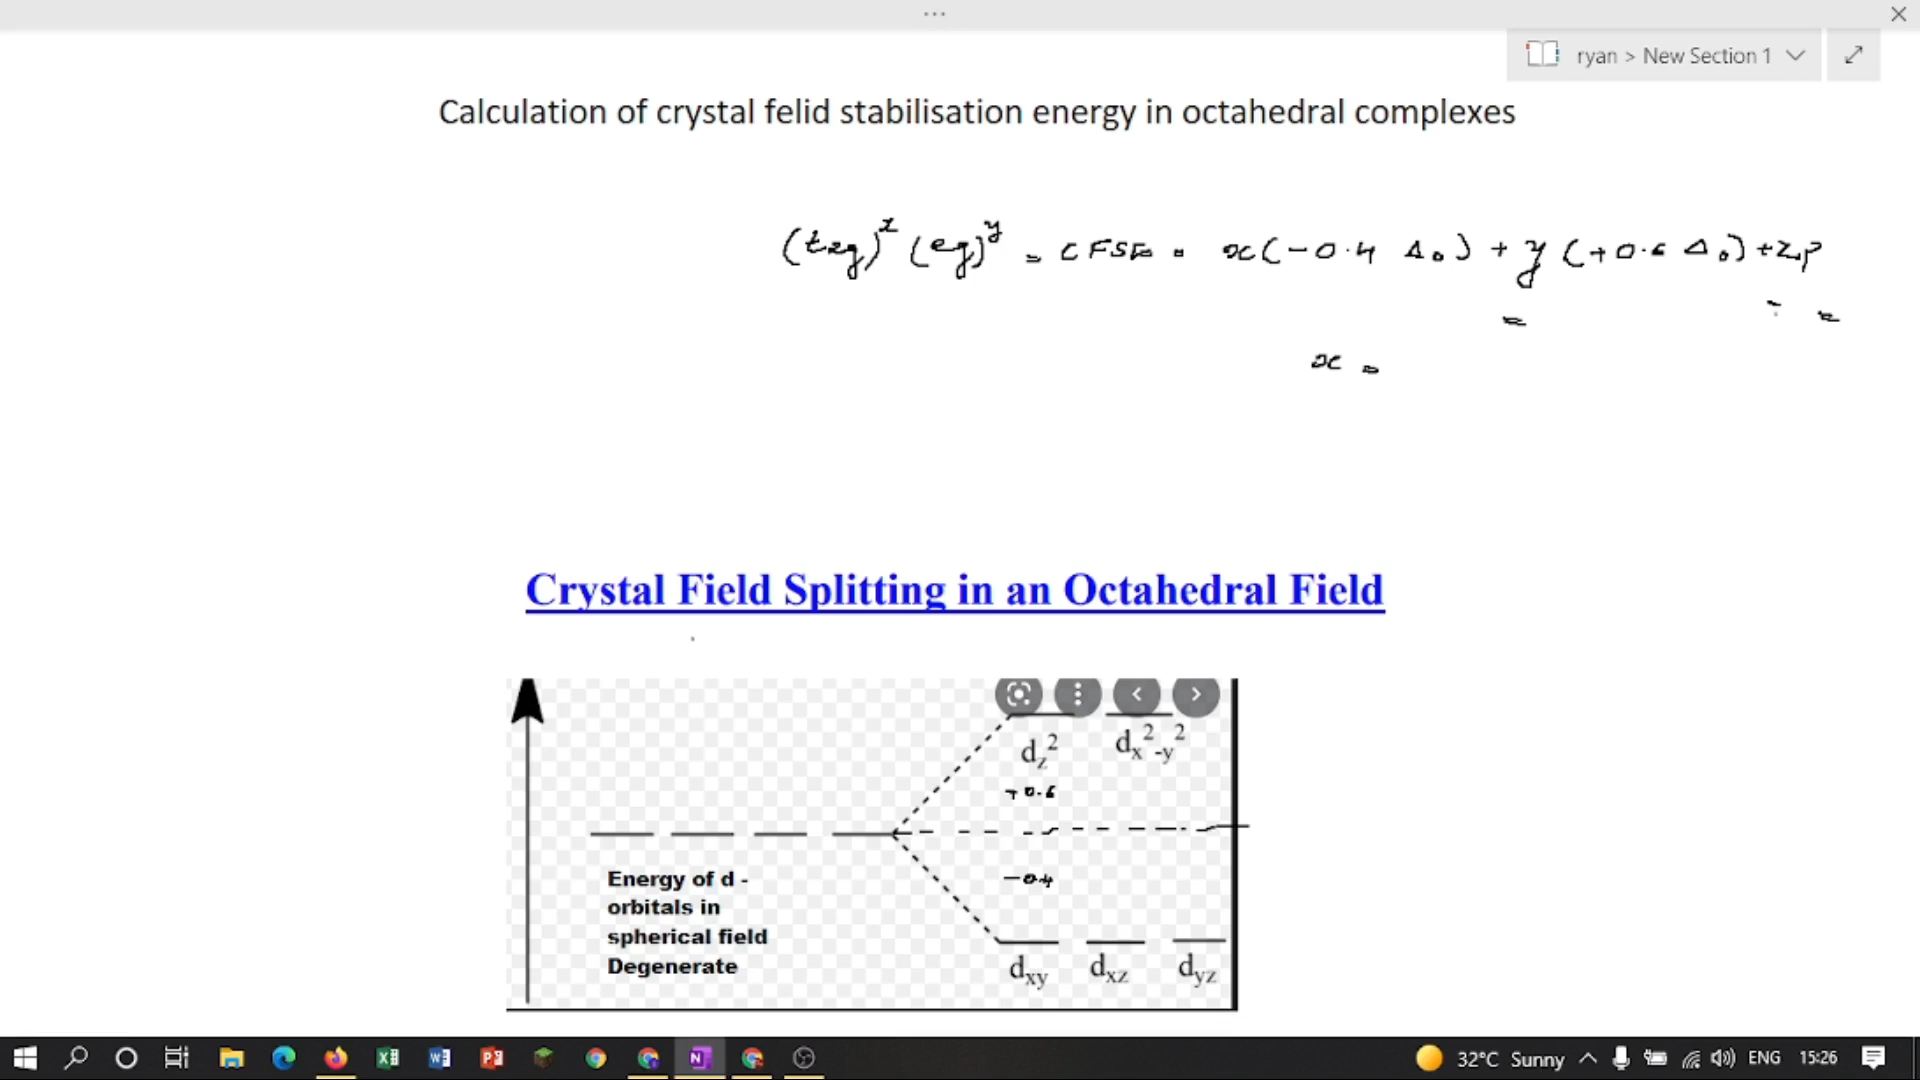 ...
ryan > New Section 1
Calculation of crystal felid stabilisation energy in octahedral complexes
(t2g)^x (eg)^y = CFSE = x(-0.4 Δo) + y (+0.6 Δo) + zp
x =
Crystal Field Splitting in an Octahedral Field
dz² dx²-y²
+0.6
-0.4
Energy of d -
orbitals in
spherical field
Degenerate
dxy dxz dyz
32°C Sunny ENG 15:26